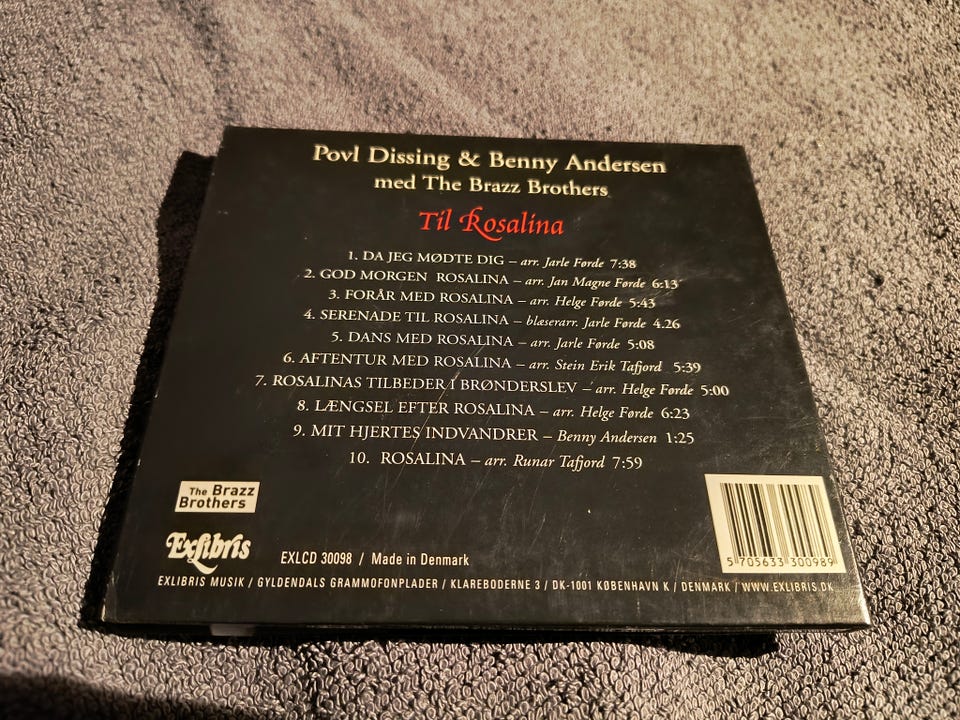 Povl Dissing & Benny Andersen
med The Brazz Brothers
Til Rosalina
1. DA JEG MØDTE DIG – arr. Jarle Førde 7:38
2. GOD MORGEN ROSALINA – arr. Jan Magne Førde 6:13
3. FORÅR MED ROSALINA – arr. Helge Førde 5:43
4. SERENADE TIL ROSALINA – blæserarr. Jarle Førde 4.26
5. DANS MED ROSALINA – arr. Jarle Førde 5:08
6. AFTENTUR MED ROSALINA – arr. Stein Erik Tafjord 5:39
7. ROSALINAS TILBEDER I BRØNDERSLEV – arr. Helge Førde 5:00
8. LÆNGSEL EFTER ROSALINA – arr. Helge Førde 6:23
9. MIT HJERTES INDVANDRER – Benny Andersen 1:25
10. ROSALINA – arr. Runar Tafjord 7:59
The Brazz
Brothers
Exlibris
EXLCD 30098 / Made in Denmark
5 705633 300989
EXLIBRIS MUSIK / GYLDENDALS GRAMMOFONPLADER / KLAREBODERNE 3 / DK-1001 KØBENHAVN K / DENMARK / WWW.EXLIBRIS.DK